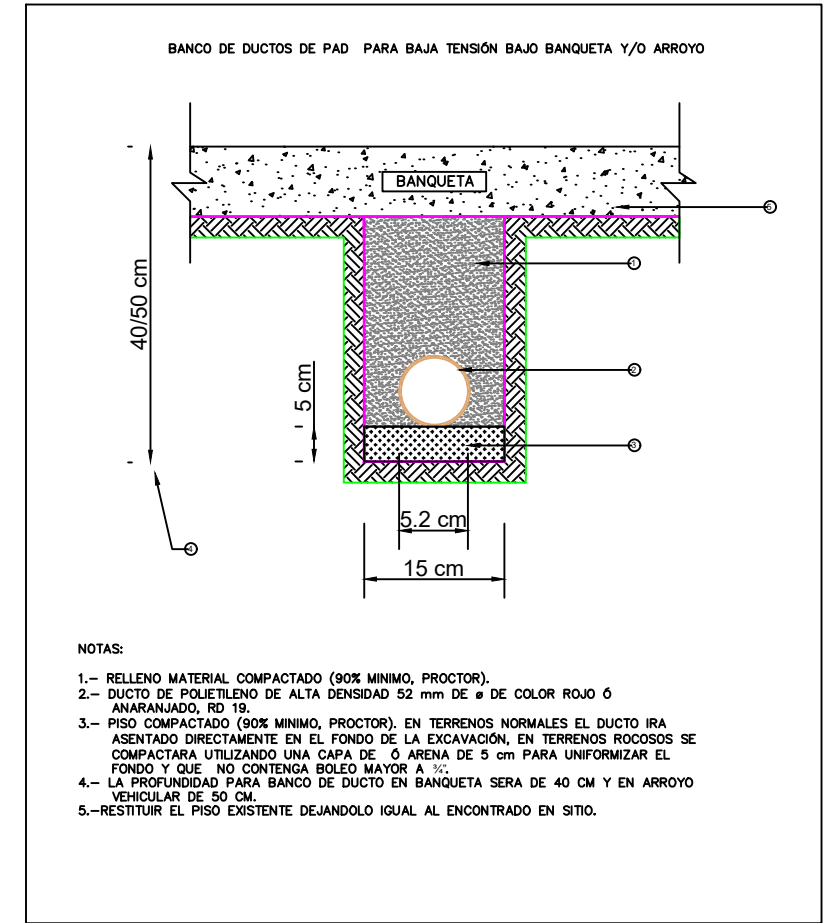 BANCO DE DUCTOS DE PAD PARA BAJA TENSIÓN BAJO BANQUETA Y/O ARROYO
BANQUETA
5
1
40/50 cm
2
5 cm
3
5.2 cm
4
15 cm
NOTAS:
1.– RELLENO MATERIAL COMPACTADO (90% MINIMO, PROCTOR).
2.– DUCTO DE POLIETILENO DE ALTA DENSIDAD 52 mm DE ø DE COLOR ROJO Ó
ANARANJADO, RD 19.
3.– PISO COMPACTADO (90% MINIMO, PROCTOR). EN TERRENOS NORMALES EL DUCTO IRA
ASENTADO DIRECTAMENTE EN EL FONDO DE LA EXCAVACIÓN, EN TERRENOS ROCOSOS SE
COMPACTARA UTILIZANDO UNA CAPA DE Ó ARENA DE 5 cm PARA UNIFORMIZAR EL
FONDO Y QUE NO CONTENGA BOLEO MAYOR A ¾".
4.– LA PROFUNDIDAD PARA BANCO DE DUCTO EN BANQUETA SERA DE 40 CM Y EN ARROYO
VEHICULAR DE 50 CM.
5.–RESTITUIR EL PISO EXISTENTE DEJANDOLO IGUAL AL ENCONTRADO EN SITIO.